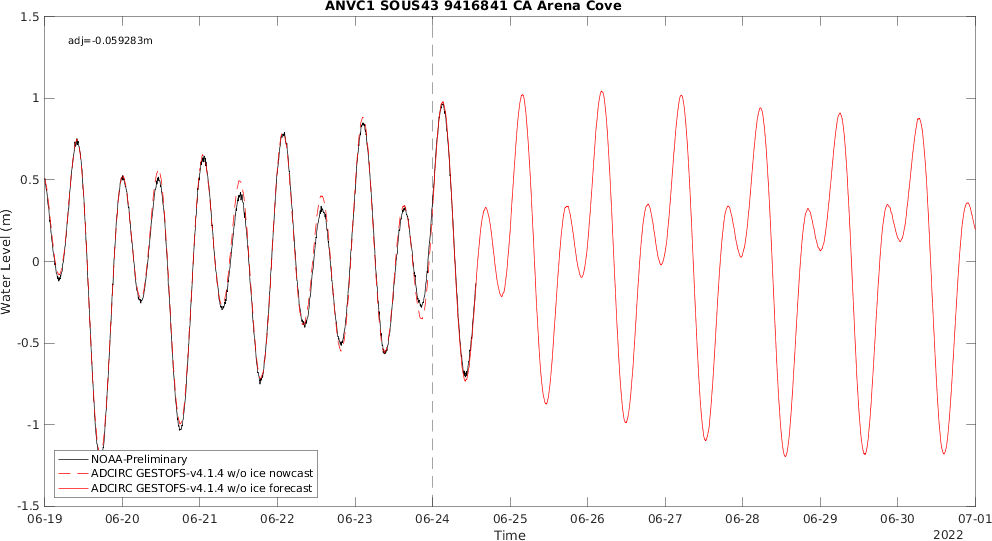 ANVC1 SOUS43 9416841 CA Arena Cove
adj=-0.059283m
Water Level (m)
1.5
1
0.5
0
-0.5
-1
-1.5
NOAA-Preliminary
ADCIRC GESTOFS-v4.1.4 w/o ice nowcast
ADCIRC GESTOFS-v4.1.4 w/o ice forecast
06-19 06-20 06-21 06-22 06-23 06-24 06-25 06-26 06-27 06-28 06-29 06-30 07-01
Time
2022